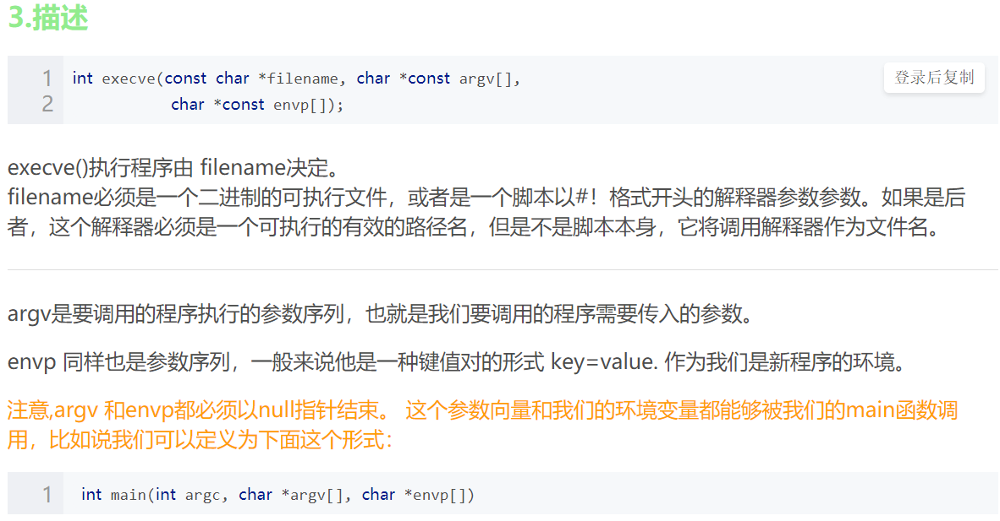 3.描述
1 int execve(const char *filename, char *const argv[],
登录后复制
2 char *const envp[]);
execve()执行程序由 filename决定。
filename必须是一个二进制的可执行文件，或者是一个脚本以#！格式开头的解释器参数参数。如果是后
者，这个解释器必须是一个可执行的有效的路径名，但是不是脚本本身，它将调用解释器作为文件名。
argv是要调用的程序执行的参数序列，也就是我们要调用的程序需要传入的参数。
envp 同样也是参数序列，一般来说他是一种键值对的形式 key=value. 作为我们是新程序的环境。
注意,argv 和envp都必须以null指针结束。 这个参数向量和我们的环境变量都能够被我们的main函数调
用，比如说我们可以定义为下面这个形式：
1 int main(int argc, char *argv[], char *envp[])